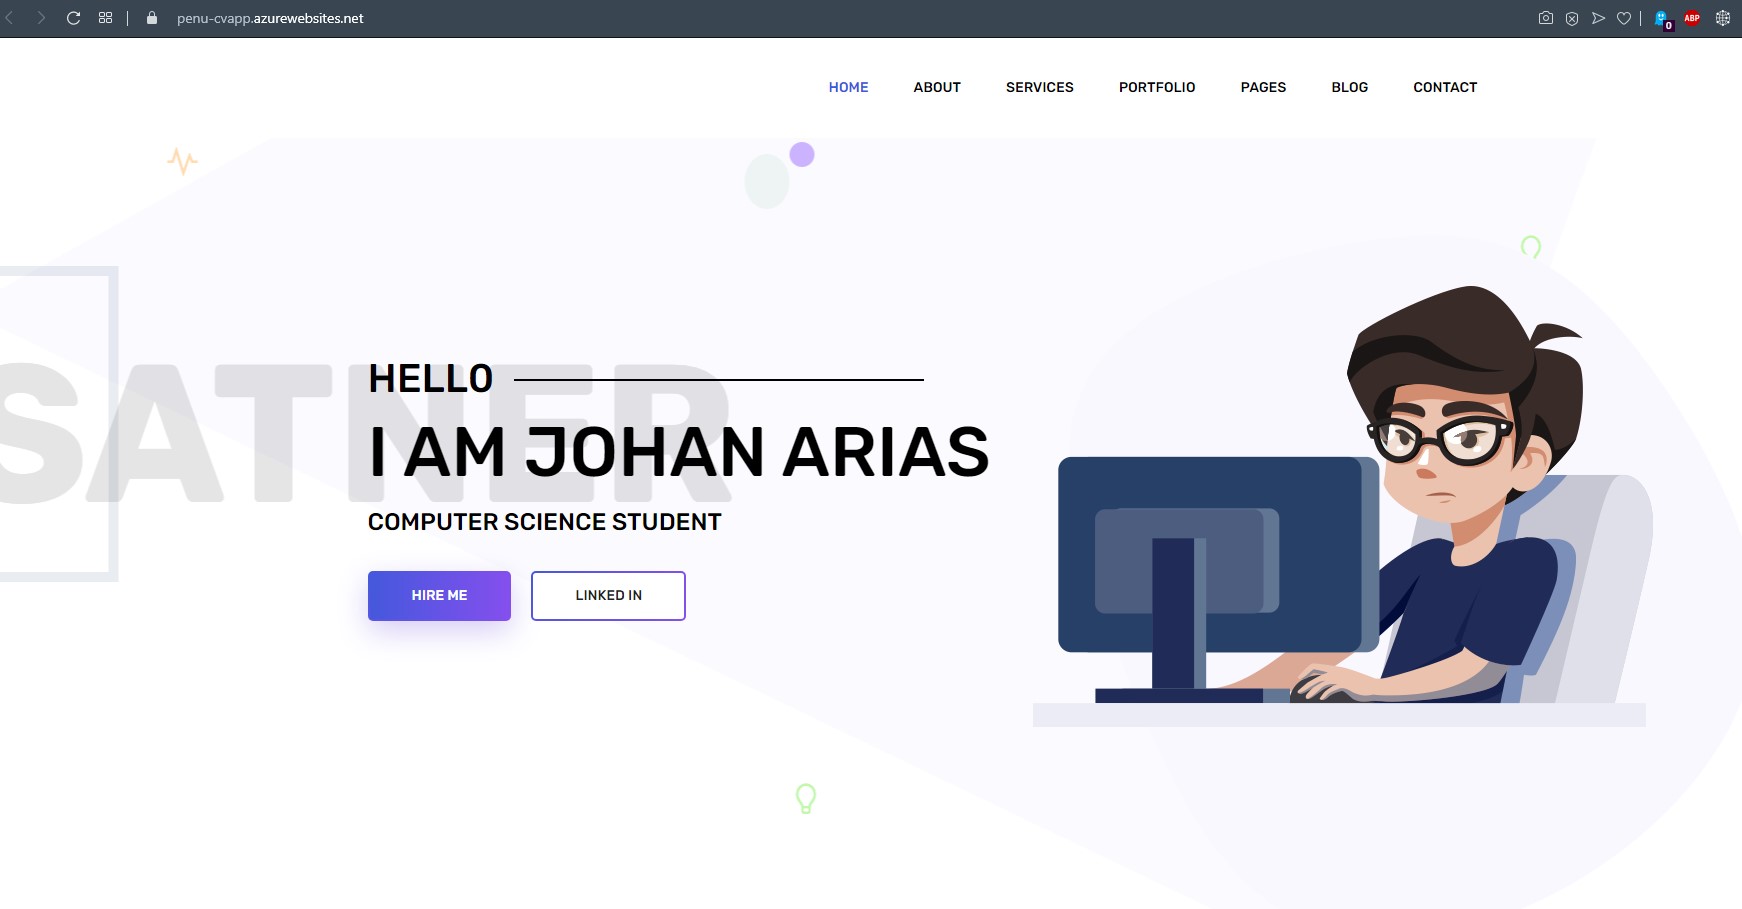 penu-cvapp.azurewebsites.net
0
ABP
HOME ABOUT SERVICES PORTFOLIO PAGES BLOG CONTACT
SATNER
HELLO
I AM JOHAN ARIAS
COMPUTER SCIENCE STUDENT
HIRE ME LINKED IN